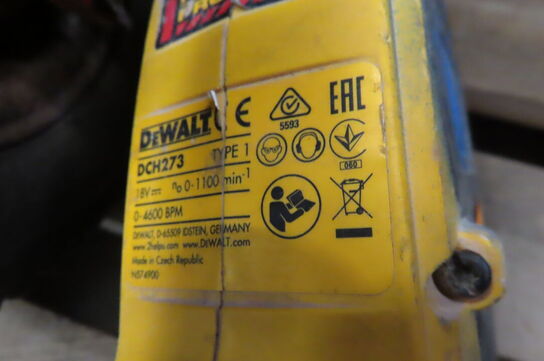 DEWALT CE
DCH273 TYPE 1
18V n₀ 0-1100 min⁻¹
0-4600 BPM
DEWALT, D-65509 IDSTEIN, GERMANY
www.2helpu.com www.DEWALT.com
Made in Czech Republic
N574900
5593
EAC
060